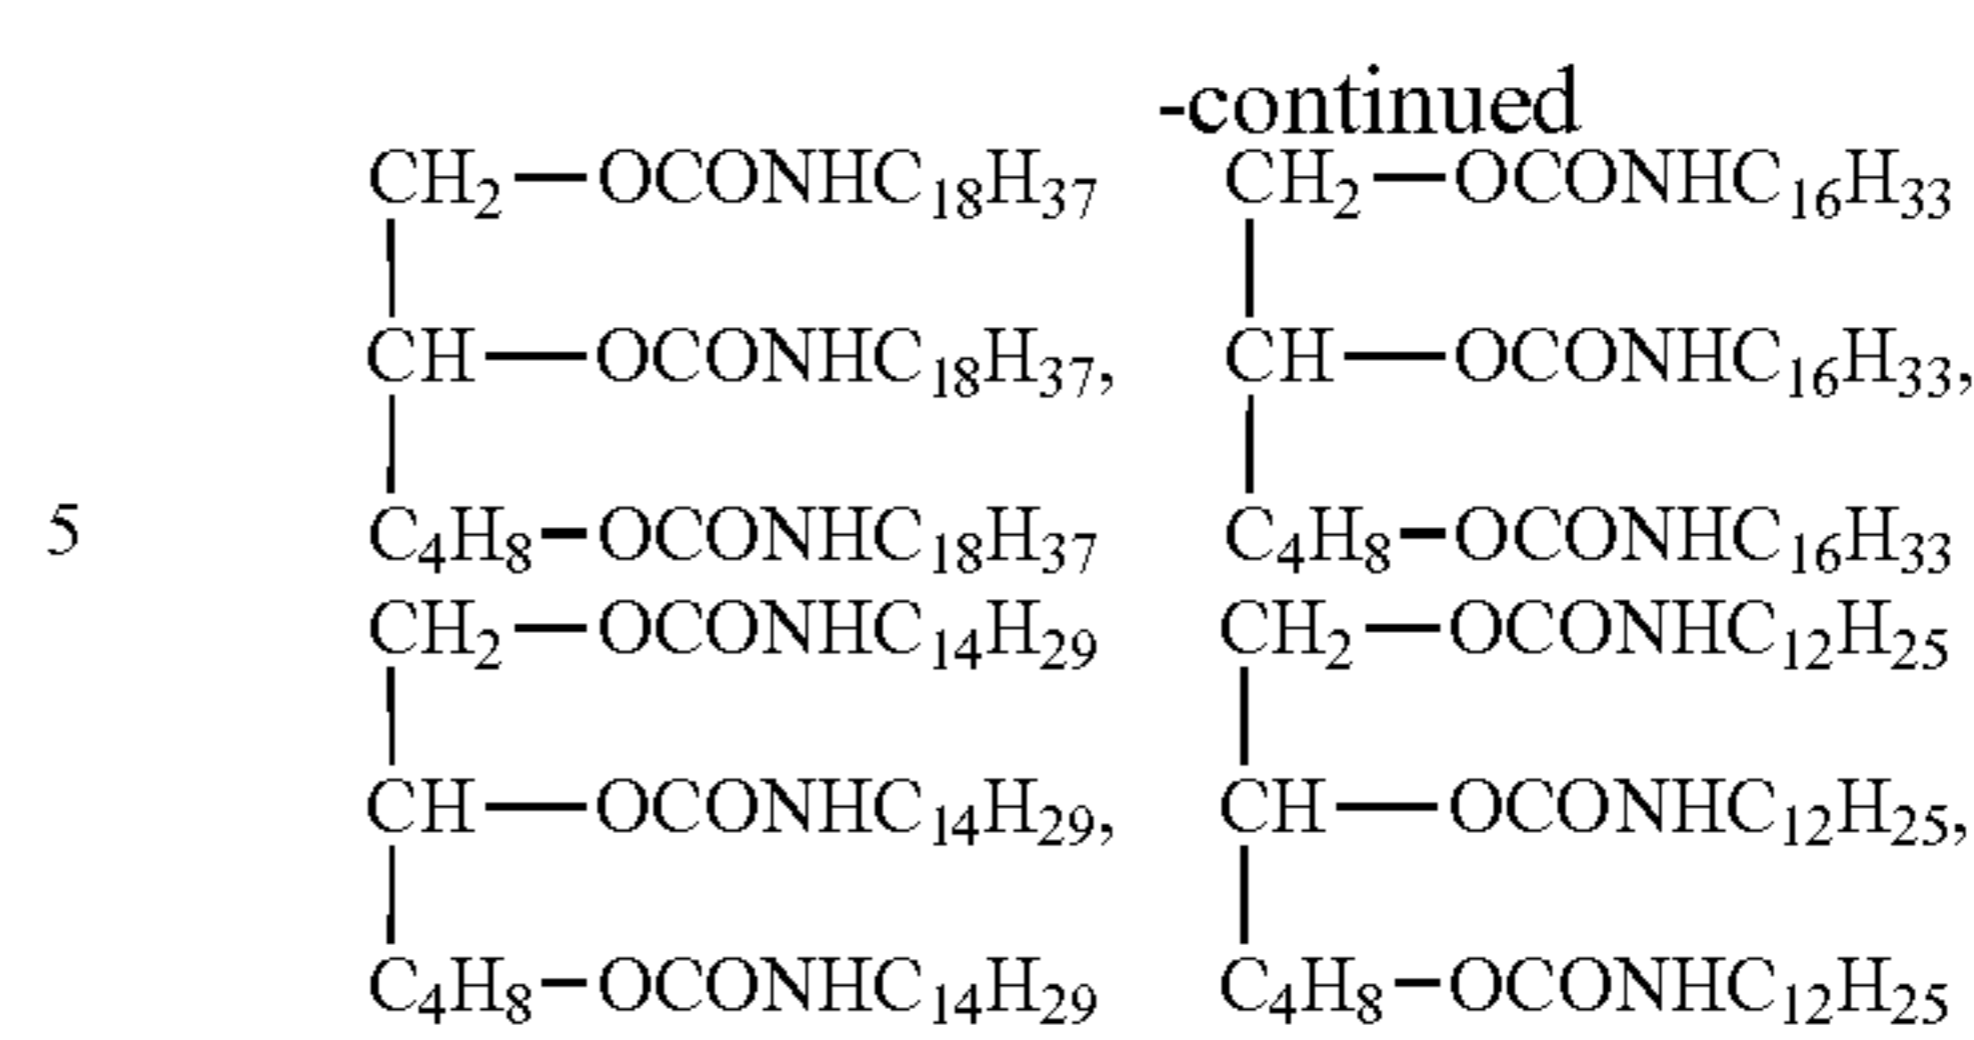 -continued
CH₂—OCONHC₁₈H₃₇ CH₂—OCONHC₁₆H₃₃
CH—OCONHC₁₈H₃₇, CH—OCONHC₁₆H₃₃,
5 C₄H₈—OCONHC₁₈H₃₇ C₄H₈—OCONHC₁₆H₃₃
CH₂—OCONHC₁₄H₂₉ CH₂—OCONHC₁₂H₂₅
CH—OCONHC₁₄H₂₉, CH—OCONHC₁₂H₂₅,
C₄H₈—OCONHC₁₄H₂₉ C₄H₈—OCONHC₁₂H₂₅